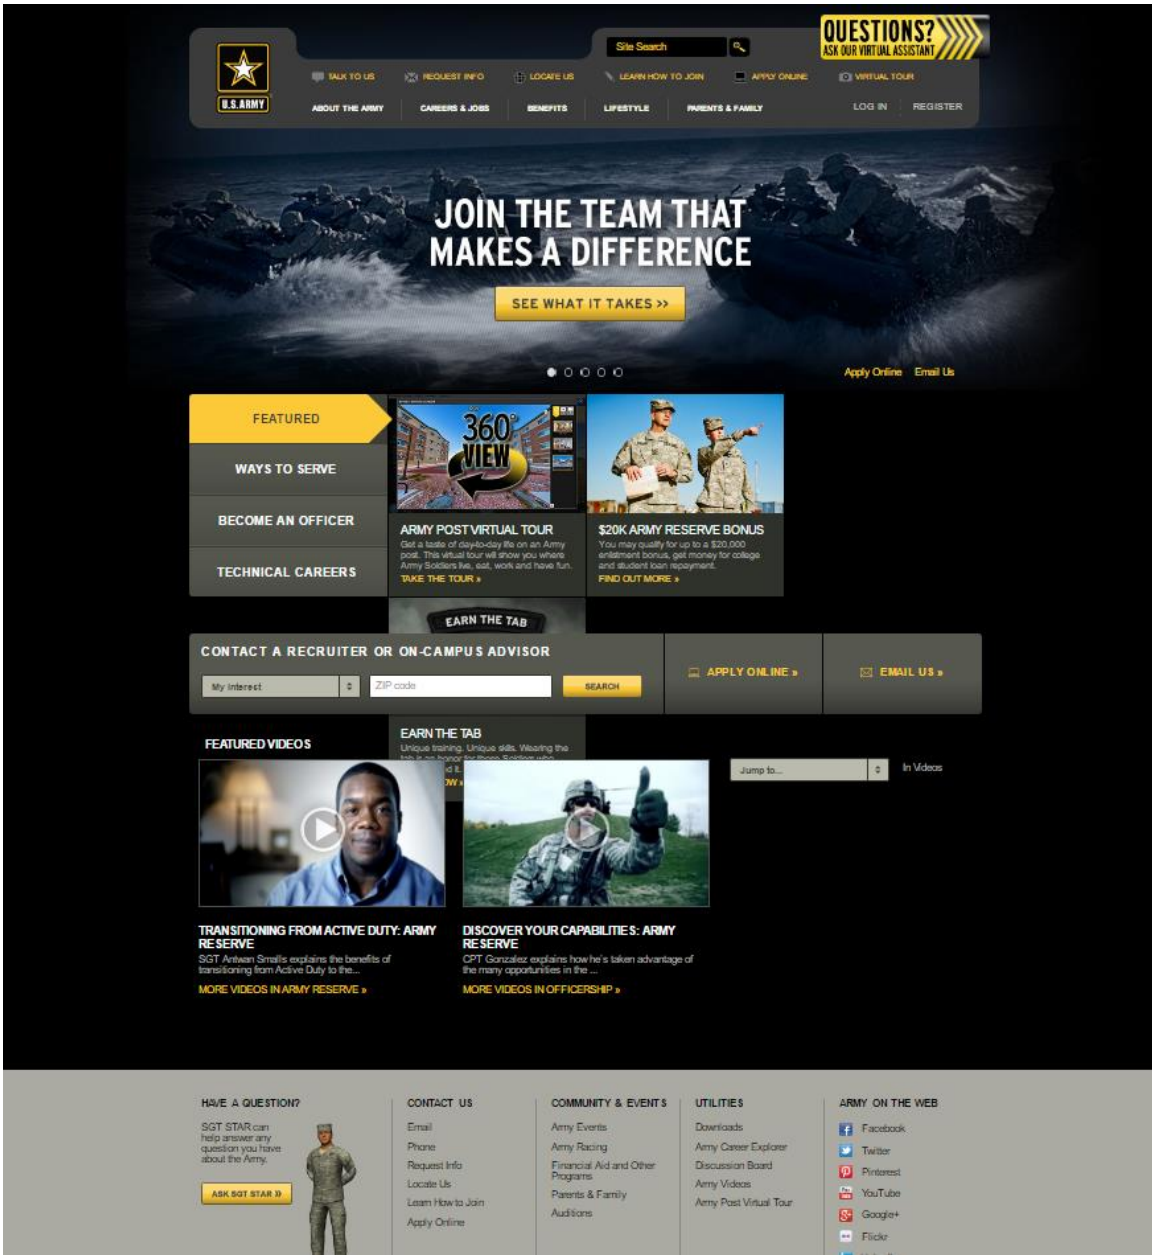 QUESTIONS?
ASK OUR VIRTUAL ASSISTANT
Site Search
U.S.ARMY
TALK TO US
REQUEST INFO
LOCATE US
LEARN HOW TO JOIN
APPLY ONLINE
VIRTUAL TOUR
ABOUT THE ARMY
CAREERS & JOBS
BENEFITS
LIFESTYLE
PARENTS & FAMILY
LOG IN
REGISTER
JOIN THE TEAM THAT
MAKES A DIFFERENCE
SEE WHAT IT TAKES >>
Apply Online
Email Us
FEATURED
WAYS TO SERVE
BECOME AN OFFICER
TECHNICAL CAREERS
360°
VIEW
ARMY POST VIRTUAL TOUR
Get a taste of day-to-day life on an Army
post. This virtual tour will show you where
Army Soldiers live, eat, work and have fun.
TAKE THE TOUR »
$20K ARMY RESERVE BONUS
You may qualify for up to a $20,000
enlistment bonus, get money for college
and student loan repayment.
FIND OUT MORE »
EARN THE TAB
CONTACT A RECRUITER OR ON-CAMPUS ADVISOR
My Interest
ZIP code
SEARCH
APPLY ONLINE »
EMAIL US »
EARN THE TAB
Unique training. Unique skills. Wearing the
FEATURED VIDEOS
Jump to...
In Videos
TRANSITIONING FROM ACTIVE DUTY: ARMY
RESERVE
SGT Antwan Smalls explains the benefits of
transitioning from Active Duty to the...
MORE VIDEOS IN ARMY RESERVE »
DISCOVER YOUR CAPABILITIES: ARMY
RESERVE
CPT Gonzalez explains how he's taken advantage of
the many opportunities in the ...
MORE VIDEOS IN OFFICERSHIP »
HAVE A QUESTION?
SGT STAR can
help answer any
question you have
about the Army.
ASK SGT STAR »
CONTACT US
Email
Phone
Request Info
Locate Us
Learn How to Join
Apply Online
COMMUNITY & EVENTS
Army Events
Army Racing
Financial Aid and Other
Programs
Parents & Family
Auditions
UTILITIES
Downloads
Army Career Explorer
Discussion Board
Army Videos
Army Post Virtual Tour
ARMY ON THE WEB
Facebook
Twitter
Pinterest
YouTube
Google+
Flickr